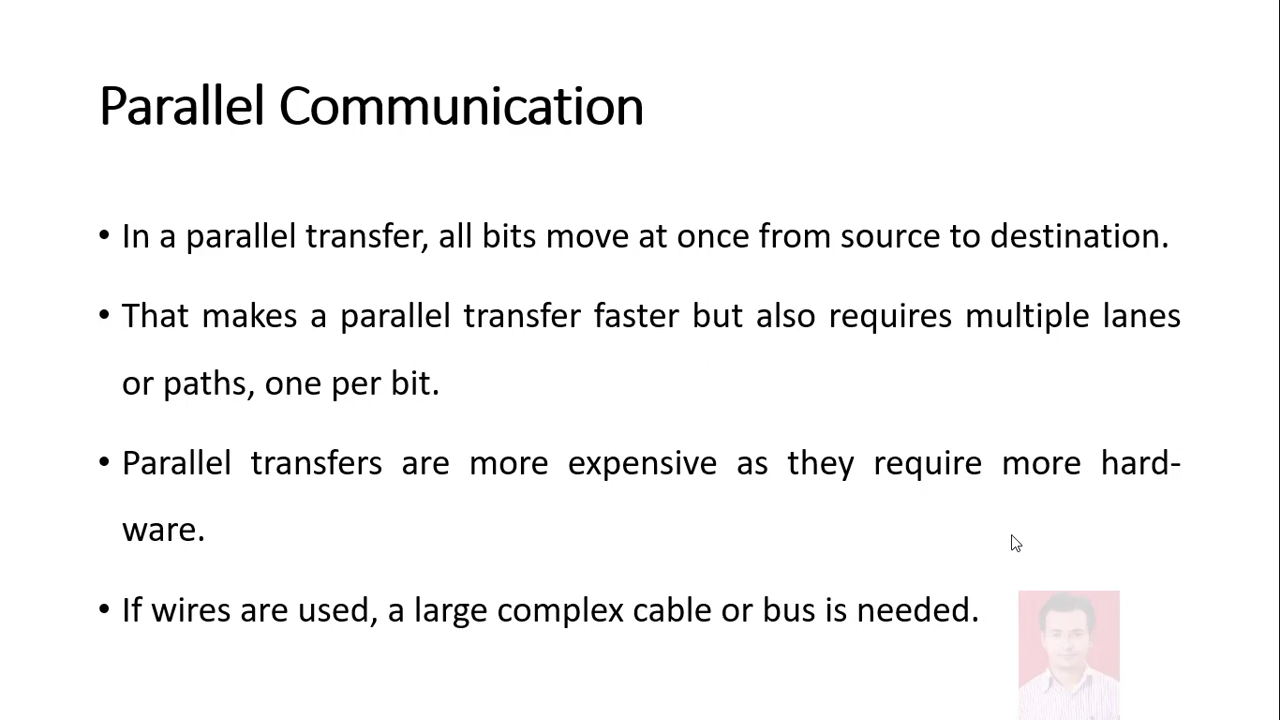 Parallel Communication
• In a parallel transfer, all bits move at once from source to destination.
• That makes a parallel transfer faster but also requires multiple lanes
or paths, one per bit.
• Parallel transfers are more expensive as they require more hard-
ware.
• If wires are used, a large complex cable or bus is needed.